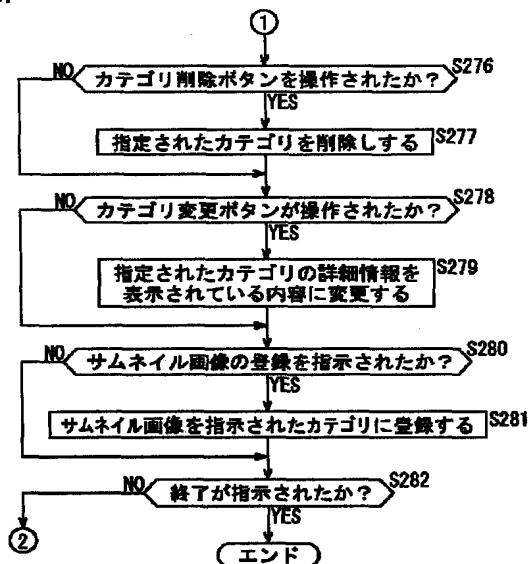 ①
カテゴリ削除ボタンを操作されたか?
S276
NO
YES
指定されたカテゴリを削除しする
S277
カテゴリ変更ボタンが操作されたか?
S278
NO
YES
指定されたカテゴリの詳細情報を
表示されている内容に変更する
S279
サムネイル画像の登録を指示されたか?
S280
NO
YES
サムネイル画像を指示されたカテゴリに登録する
S281
終了が指示されたか?
S282
NO
YES
②
エンド